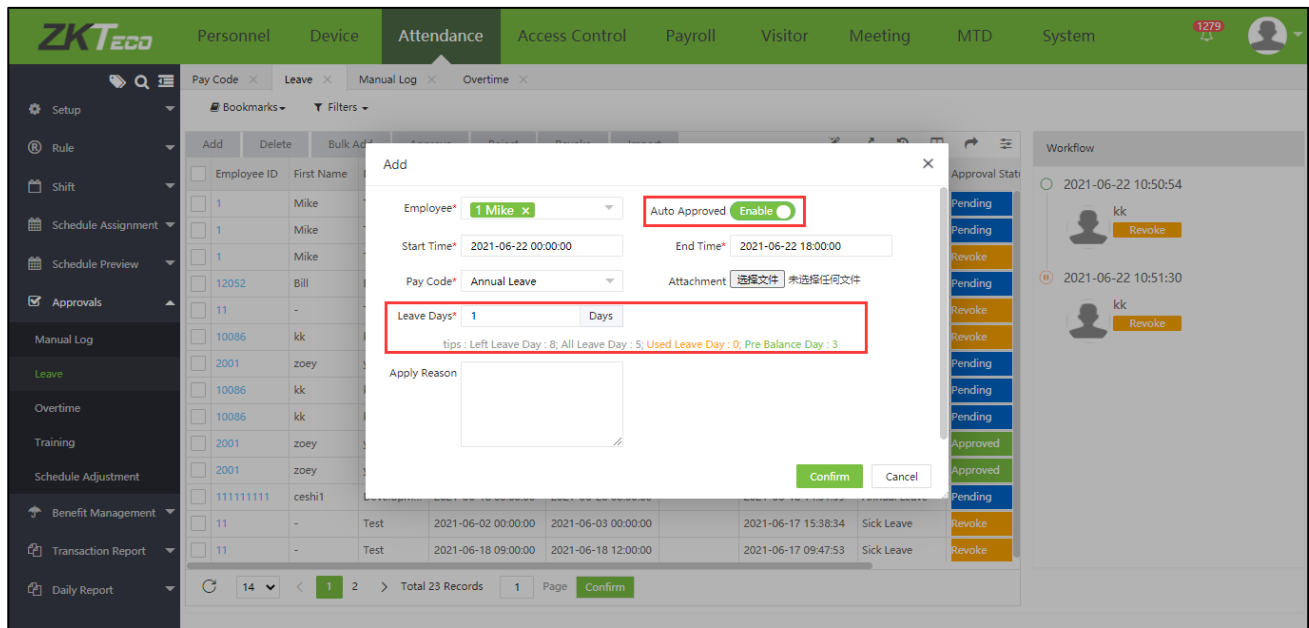 ZKTECO Personnel Device Attendance Access Control Payroll Visitor Meeting MTD System 1279
Pay Code × Leave × Manual Log × Overtime ×
Bookmarks Filters
Setup
Rule
Shift
Schedule Assignment
Schedule Preview
Approvals
Manual Log
Leave
Overtime
Training
Schedule Adjustment
Benefit Management
Transaction Report
Daily Report
Add Delete Bulk Add Approve Reject Revoke Import
Employee ID First Name Approval Stat
1 Mike Pending
1 Mike Pending
1 Mike Revoke
12052 Bill Pending
11 - Revoke
10086 kk Revoke
2001 zoey Pending
10086 kk Pending
10086 kk Pending
2001 zoey Approved
2001 zoey Approved
111111111 ceshi1 Pending
11 - Test 2021-06-02 00:00:00 2021-06-03 00:00:00 2021-06-17 15:38:34 Sick Leave Revoke
11 - Test 2021-06-18 09:00:00 2021-06-18 12:00:00 2021-06-17 09:47:53 Sick Leave Revoke
14 < 1 2 > Total 23 Records 1 Page Confirm
Add ×
Employee* 1 Mike × Auto Approved Enable
Start Time* 2021-06-22 00:00:00 End Time* 2021-06-22 18:00:00
Pay Code* Annual Leave Attachment 选择文件 未选择任何文件
Leave Days* 1 Days
tips : Left Leave Day : 8; All Leave Day : 5; Used Leave Day : 0; Pre Balance Day : 3
Apply Reason
Confirm Cancel
Workflow
2021-06-22 10:50:54
kk
Revoke
2021-06-22 10:51:30
kk
Revoke